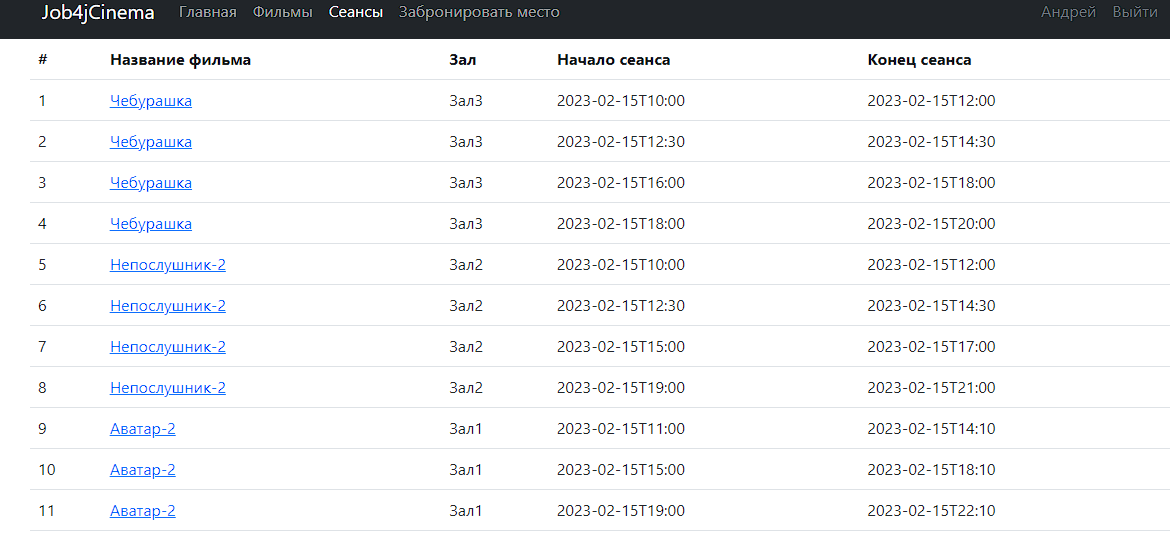 Job4jCinema Главная Фильмы Сеансы Забронировать место Андрей Выйти
# Название фильма Зал Начало сеанса Конец сеанса
1 Чебурашка Зал3 2023-02-15T10:00 2023-02-15T12:00
2 Чебурашка Зал3 2023-02-15T12:30 2023-02-15T14:30
3 Чебурашка Зал3 2023-02-15T16:00 2023-02-15T18:00
4 Чебурашка Зал3 2023-02-15T18:00 2023-02-15T20:00
5 Непослушник-2 Зал2 2023-02-15T10:00 2023-02-15T12:00
6 Непослушник-2 Зал2 2023-02-15T12:30 2023-02-15T14:30
7 Непослушник-2 Зал2 2023-02-15T15:00 2023-02-15T17:00
8 Непослушник-2 Зал2 2023-02-15T19:00 2023-02-15T21:00
9 Аватар-2 Зал1 2023-02-15T11:00 2023-02-15T14:10
10 Аватар-2 Зал1 2023-02-15T15:00 2023-02-15T18:10
11 Аватар-2 Зал1 2023-02-15T19:00 2023-02-15T22:10